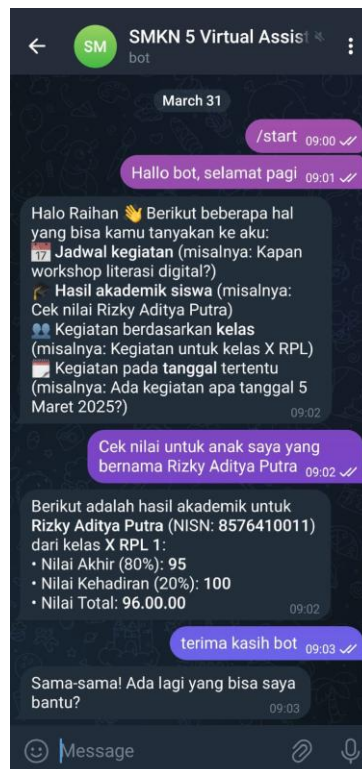 SMKN 5 Virtual Assist
SM
bot
March 31
/start 09:00
Hallo bot, selamat pagi 09:01
Halo Raihan 👋 Berikut beberapa hal
yang bisa kamu tanyakan ke aku:
📅 Jadwal kegiatan (misalnya: Kapan
workshop literasi digital?)
🎓 Hasil akademik siswa (misalnya:
Cek nilai Rizky Aditya Putra)
👥 Kegiatan berdasarkan kelas
(misalnya: Kegiatan untuk kelas X RPL)
🗓️ Kegiatan pada tanggal tertentu
(misalnya: Ada kegiatan apa tanggal 5
Maret 2025?) 09:02
Cek nilai untuk anak saya yang
bernama Rizky Aditya Putra 09:02
Berikut adalah hasil akademik untuk
Rizky Aditya Putra (NISN: 8576410011)
dari kelas X RPL 1:
• Nilai Akhir (80%): 95
• Nilai Kehadiran (20%): 100
• Nilai Total: 96.00.00 09:02
terima kasih bot 09:03
Sama-sama! Ada lagi yang bisa saya
bantu? 09:03
Message